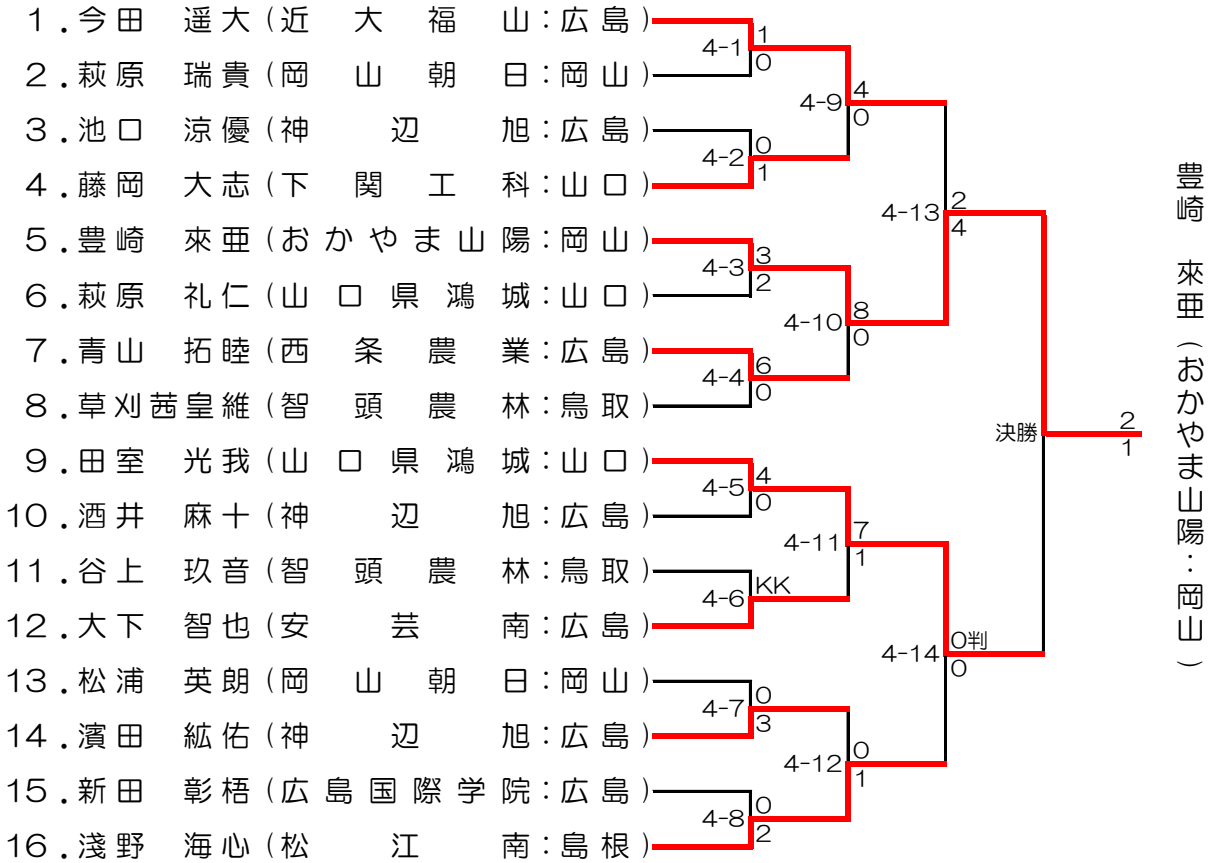 1．今田　遥大（近大福山：広島）
2．萩原　瑞貴（岡山朝日：岡山）
3．池口　涼優（神辺旭：広島）
4．藤岡　大志（下関工科：山口）
5．豊崎　來亜（おかやま山陽：岡山）
6．萩原　礼仁（山口県鴻城：山口）
7．青山　拓睦（西条農業：広島）
8．草刈茜皇維（智頭農林：鳥取）
9．田室　光我（山口県鴻城：山口）
10．酒井　麻十（神辺旭：広島）
11．谷上　玖音（智頭農林：鳥取）
12．大下　智也（安芸南：広島）
13．松浦　英朗（岡山朝日：岡山）
14．濱田　紘佑（神辺旭：広島）
15．新田　彰梧（広島国際学院：広島）
16．淺野　海心（松江南：島根）
4-1 1 0
4-2 0 1
4-3 3 2
4-4 6 0
4-5 4 0
4-6 KK
4-7 0 3
4-8 0 2
4-9 4 0
4-10 8 0
4-11 7 1
4-12 0 1
4-13 2 4
4-14 0判 0
決勝 2 1
豊崎　來亜（おかやま山陽：岡山）